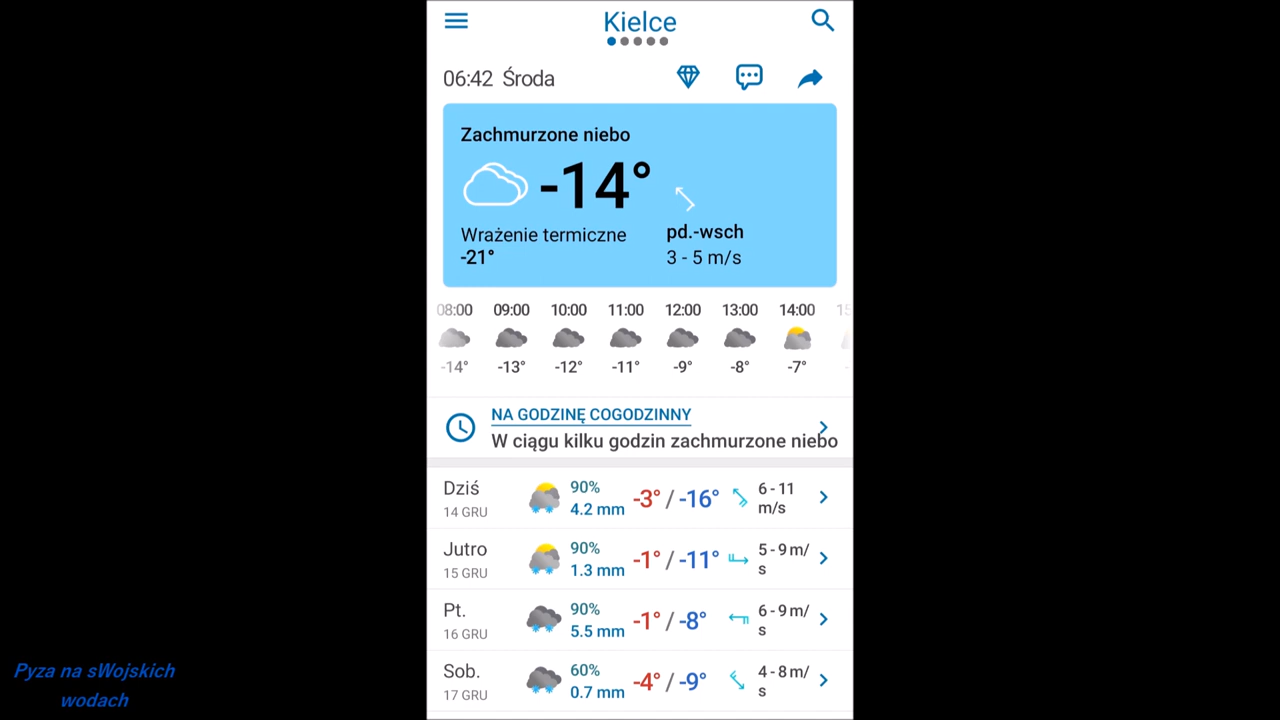 Kielce
06:42 Środa
Zachmurzone niebo
-14°
Wrażenie termiczne
-21°
pd.-wsch
3 - 5 m/s
08:00 09:00 10:00 11:00 12:00 13:00 14:00
-14° -13° -12° -11° -9° -8° -7°
NA GODZINĘ COGODZINNY
W ciągu kilku godzin zachmurzone niebo
Dziś
14 GRU
90%
4.2 mm
-3° / -16°
6 - 11
m/s
Jutro
15 GRU
90%
1.3 mm
-1° / -11°
5 - 9 m/
s
Pt.
16 GRU
90%
5.5 mm
-1° / -8°
6 - 9 m/
s
Sob.
17 GRU
60%
0.7 mm
-4° / -9°
4 - 8 m/
s
Pyza na sWojskich
wodach